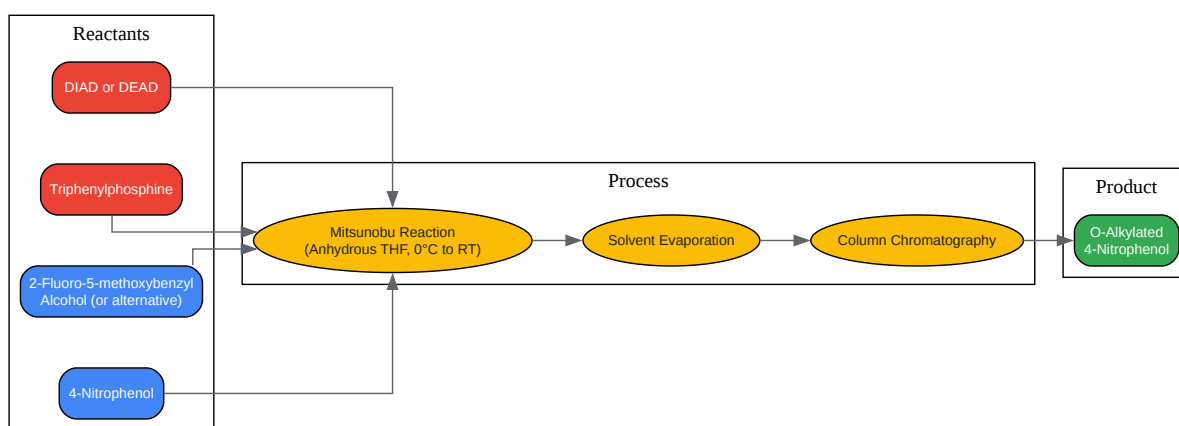 Reactants
DIAD or DEAD
Triphenylphosphine
2-Fluoro-5-methoxybenzyl
Alcohol (or alternative)
4-Nitrophenol
Process
Mitsunobu Reaction
(Anhydrous THF, 0°C to RT)
Solvent Evaporation
Column Chromatography
Product
O-Alkylated
4-Nitrophenol